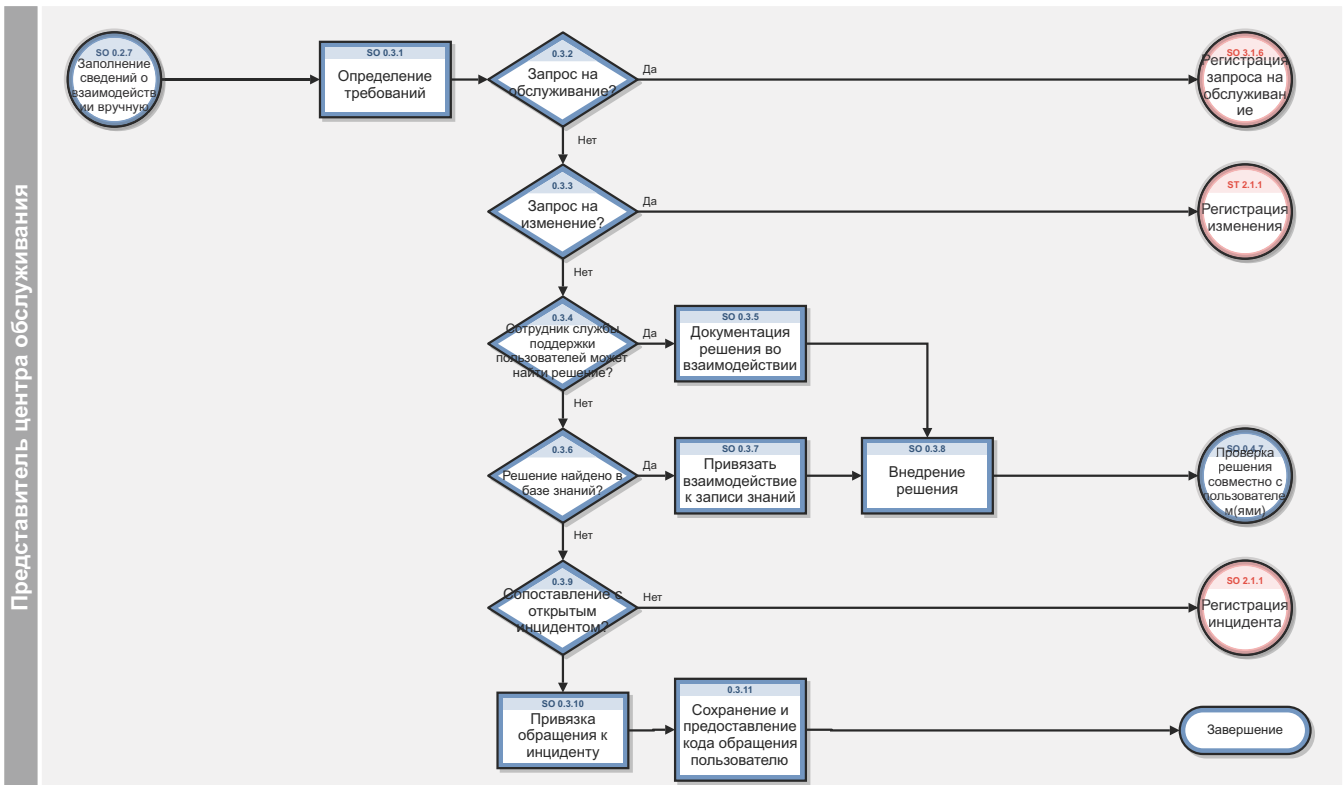 Представитель центра обслуживания
SO 0.2.7
Заполнение
сведений о
взаимодейств
ии вручную
SO 0.3.1
Определение
требований
0.3.2
Запрос на
обслуживание?
Да
SO 3.1.6
Регистрация
запроса на
обслуживан
ие
Нет
0.3.3
Запрос на
изменение?
Да
ST 2.1.1
Регистрация
изменения
Нет
0.3.4
Сотрудник службы
поддержки
пользователей может
найти решение?
Да
SO 0.3.5
Документация
решения во
взаимодействии
Нет
0.3.6
Решение найдено в
базе знаний?
Да
SO 0.3.7
Привязать
взаимодействие
к записи знаний
SO 0.3.8
Внедрение
решения
SO 0.4.7
Проверка
решения
совместно с
пользователе
м(ями)
Нет
0.3.9
Сопоставление с
открытым
инцидентом?
Нет
SO 2.1.1
Регистрация
инцидента
SO 0.3.10
Привязка
обращения к
инциденту
0.3.11
Сохранение и
предоставление
кода обращения
пользователю
Завершение